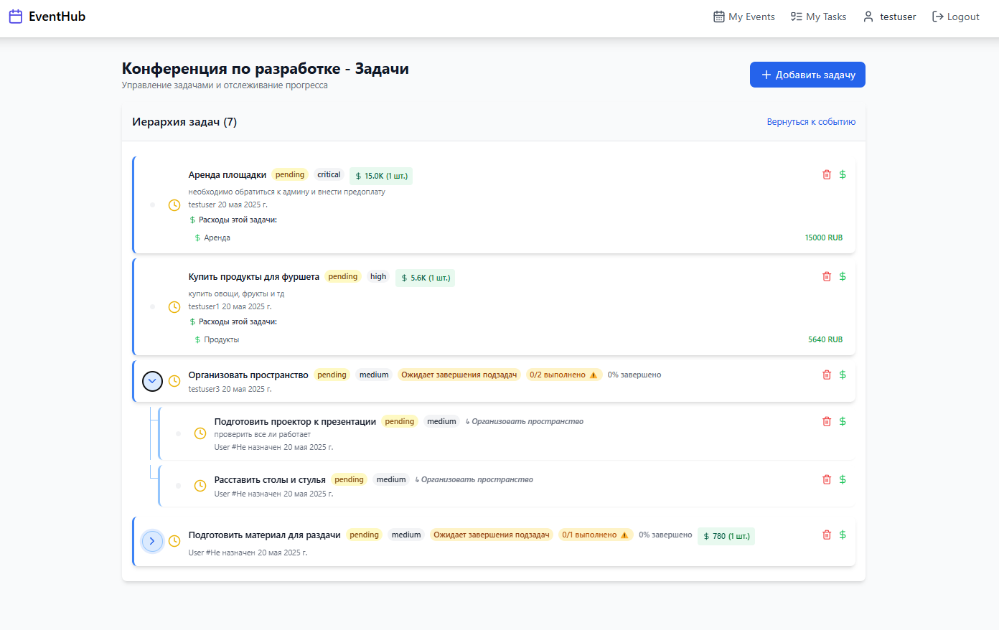 EventHub
My Events My Tasks testuser Logout
Конференция по разработке - Задачи
Управление задачами и отслеживание прогресса
Добавить задачу
Иерархия задач (7)
Вернуться к событию
Аренда площадки pending critical $ 15.0K (1 шт.)
необходимо обратиться к админу и внести предоплату
testuser 20 мая 2025 г.
$ Расходы этой задачи:
$ Аренда 15000 RUB
Купить продукты для фуршета pending high $ 5.6K (1 шт.)
купить овощи, фрукты и тд
testuser1 20 мая 2025 г.
$ Расходы этой задачи:
$ Продукты 5640 RUB
Организовать пространство pending medium Ожидает завершения подзадач 0/2 выполнено ⚠ 0% завершено
testuser3 20 мая 2025 г.
Подготовить проектор к презентации pending medium ↳ Организовать пространство
проверить все ли работает
User #Не назначен 20 мая 2025 г.
Расставить столы и стулья pending medium ↳ Организовать пространство
User #Не назначен 20 мая 2025 г.
Подготовить материал для раздачи pending medium Ожидает завершения подзадач 0/1 выполнено ⚠ 0% завершено $ 780 (1 шт.)
User #Не назначен 20 мая 2025 г.